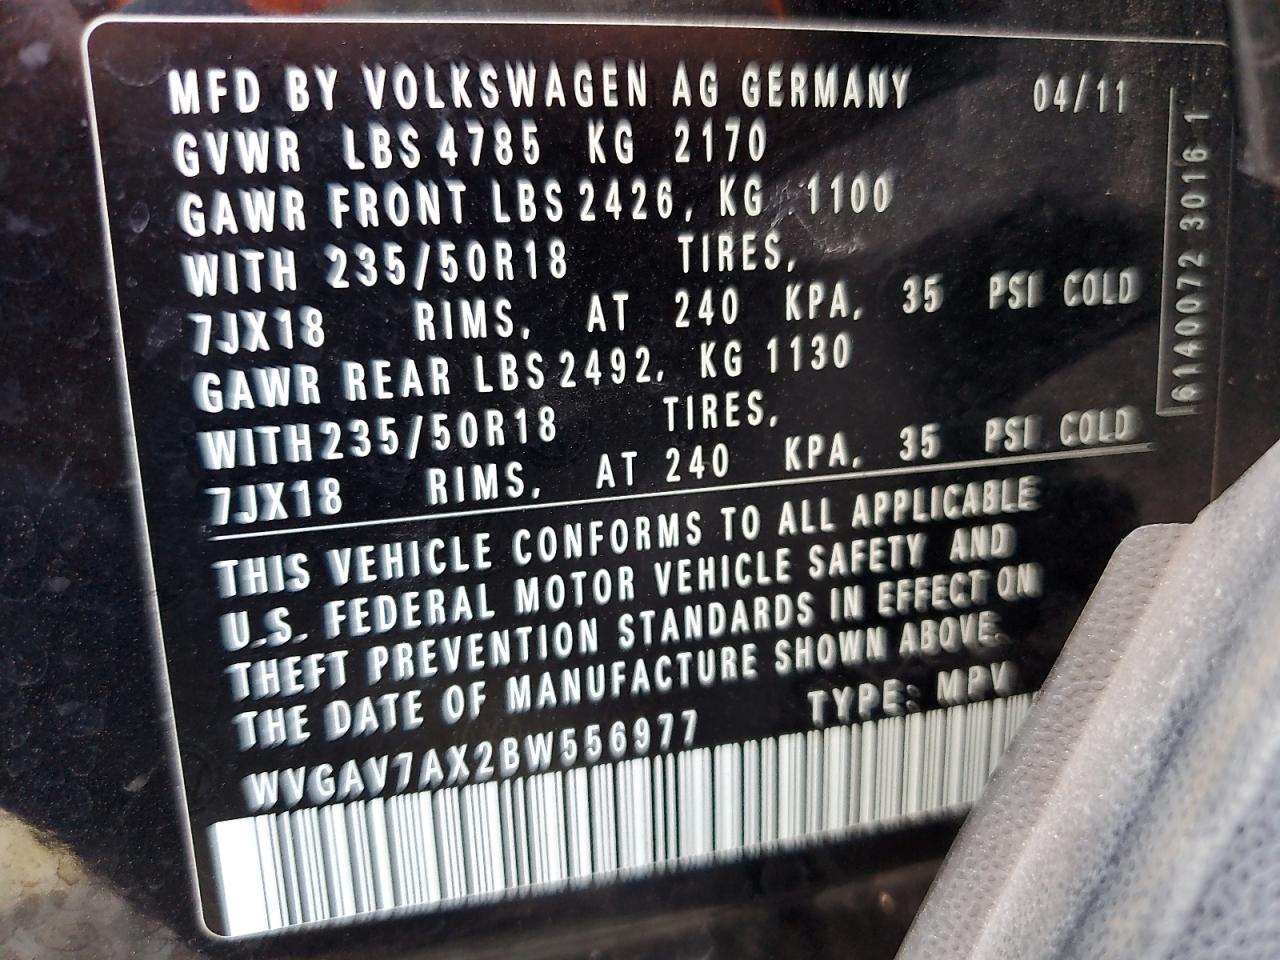 MFD BY VOLKSWAGEN AG GERMANY 04/11
GVWR LBS 4785 KG 2170
GAWR FRONT LBS 2426, KG 1100
WITH 235/50R18 TIRES,
7JX18 RIMS, AT 240 KPA, 35 PSI COLD
GAWR REAR LBS 2492, KG 1130
WITH 235/50R18 TIRES,
7JX18 RIMS, AT 240 KPA, 35 PSI COLD
THIS VEHICLE CONFORMS TO ALL APPLICABLE
U.S. FEDERAL MOTOR VEHICLE SAFETY AND
THEFT PREVENTION STANDARDS IN EFFECT ON
THE DATE OF MANUFACTURE SHOWN ABOVE.
WVGAV7AX2BW556977 TYPE: MPV
61A0072 3016 1